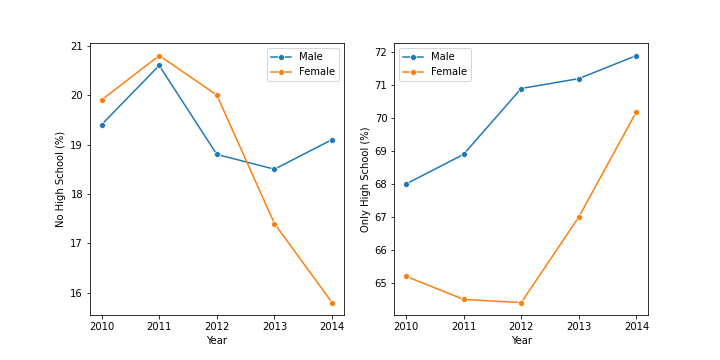 21
20
19
18
17
16
No High School (%)
Male
Female
2010 2011 2012 2013 2014
Year
72
71
70
69
68
67
66
65
Only High School (%)
Male
Female
2010 2011 2012 2013 2014
Year